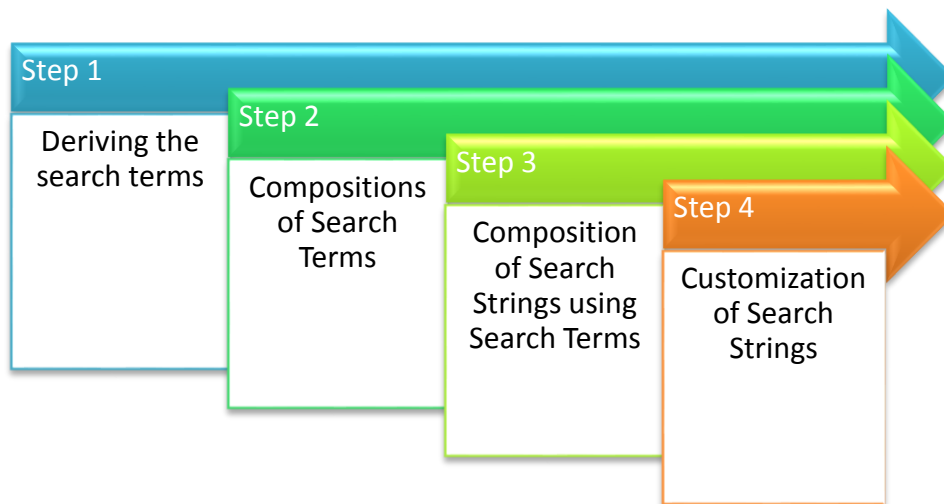 Step 1
Deriving the
search terms
Step 2
Compositions
of Search
Terms
Step 3
Composition
of Search
Strings using
Search Terms
Step 4
Customization
of Search
Strings